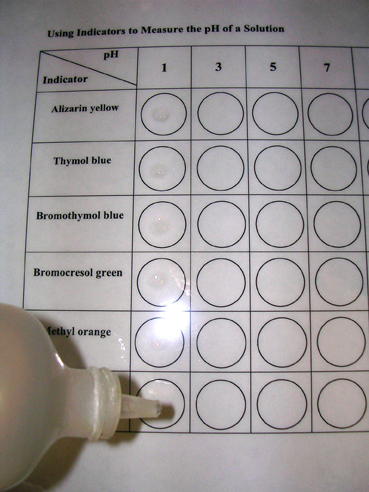 Using Indicators to Measure the pH of a Solution
pH
Indicator
1 3 5 7
Alizarin yellow
Thymol blue
Bromothymol blue
Bromocresol green
Methyl orange